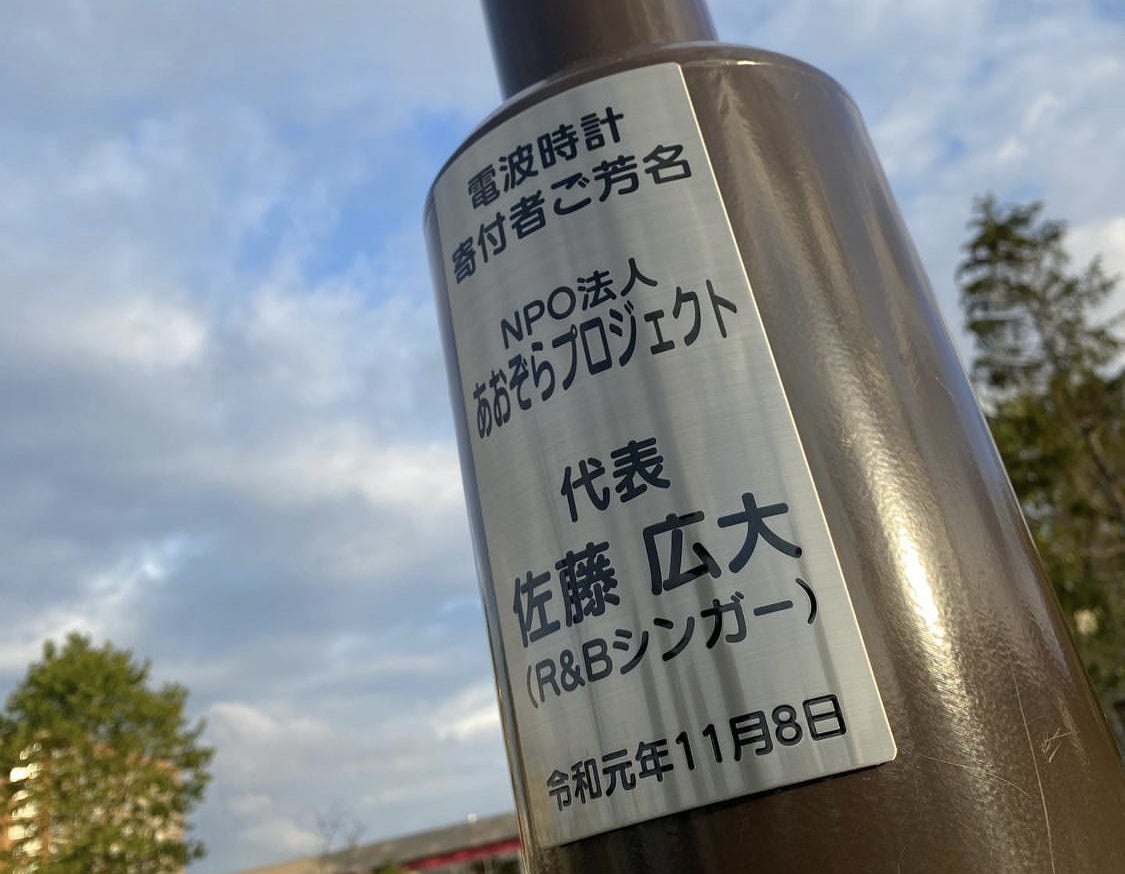 電波時計
寄付者ご芳名
NPO法人
あおぞらプロジェクト
代表
佐藤 広大
(R&Bシンガー)
令和元年11月8日